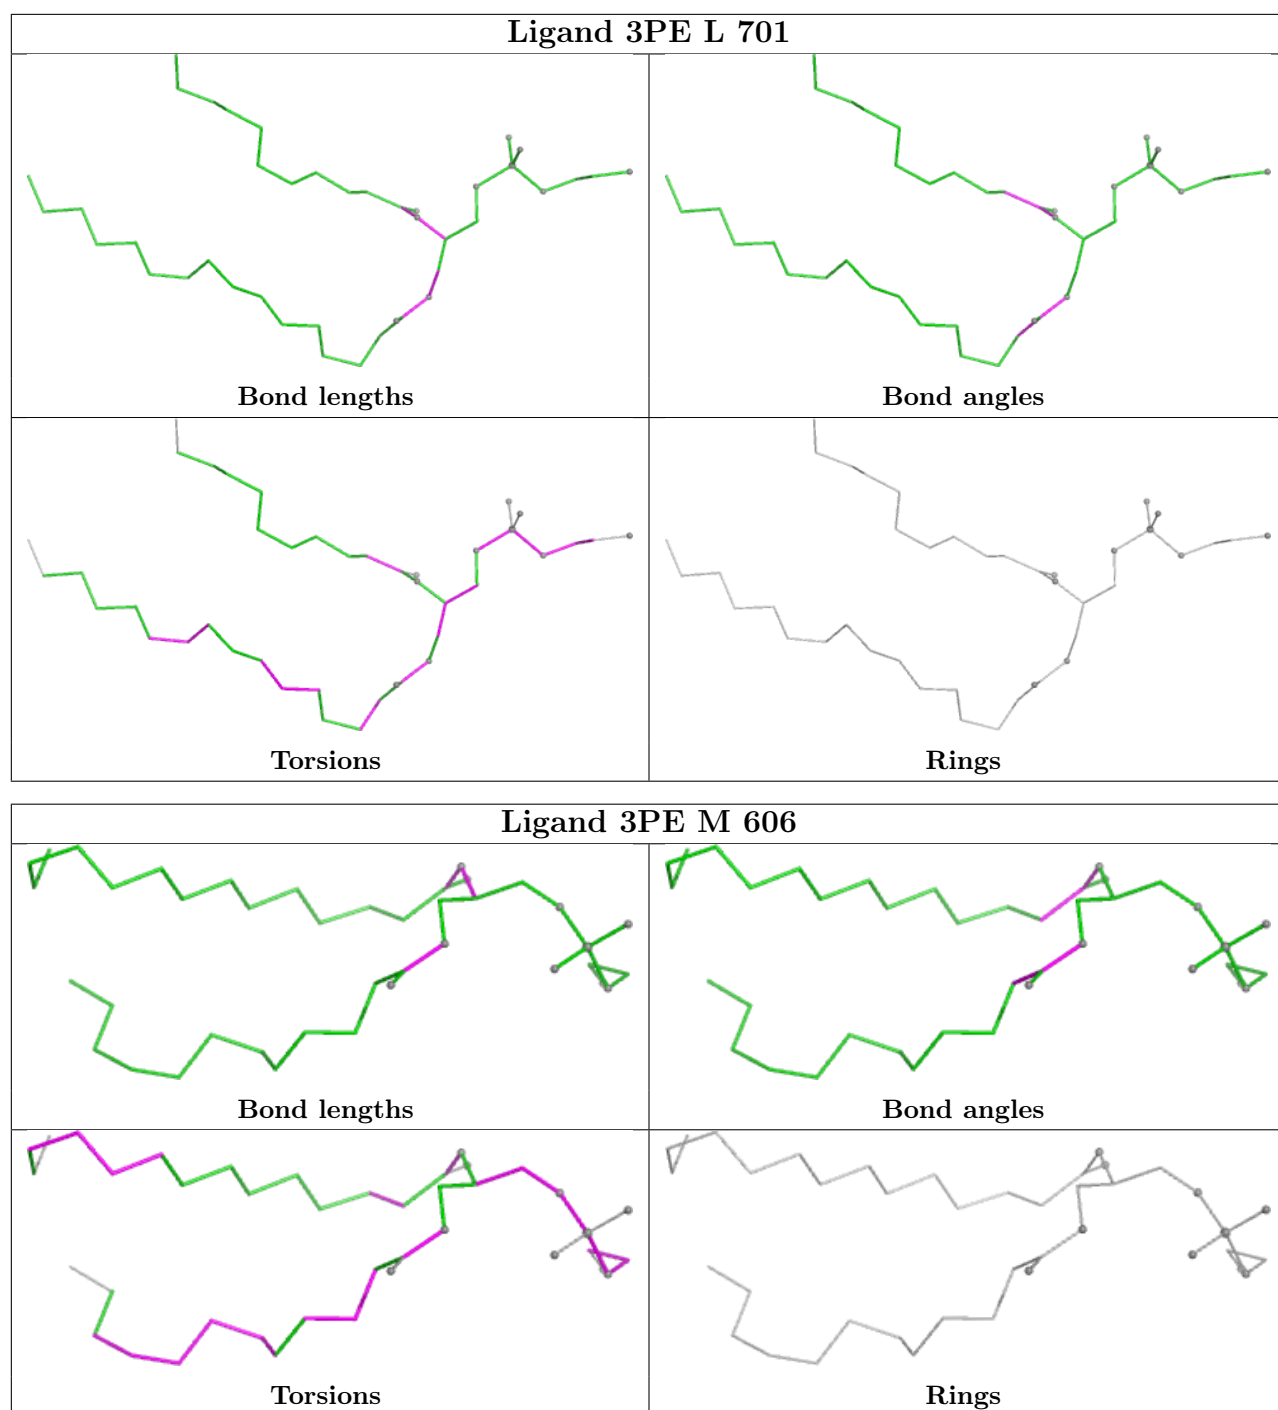 Ligand 3PE L 701
Bond lengths
Bond angles
Torsions
Rings
Ligand 3PE M 606
Bond lengths
Bond angles
Torsions
Rings